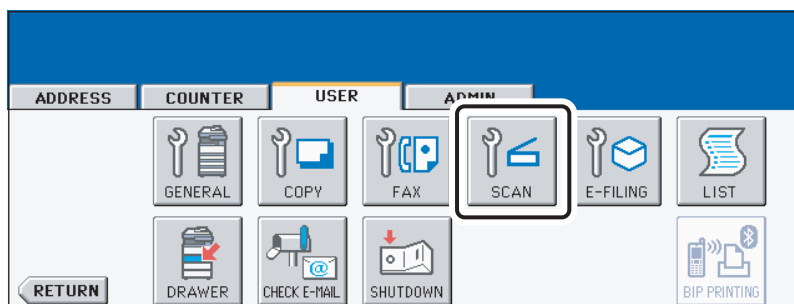 ADDRESS COUNTER USER ADMIN
GENERAL COPY FAX SCAN E-FILING LIST
DRAWER CHECK E-MAIL SHUTDOWN BIP PRINTING
RETURN